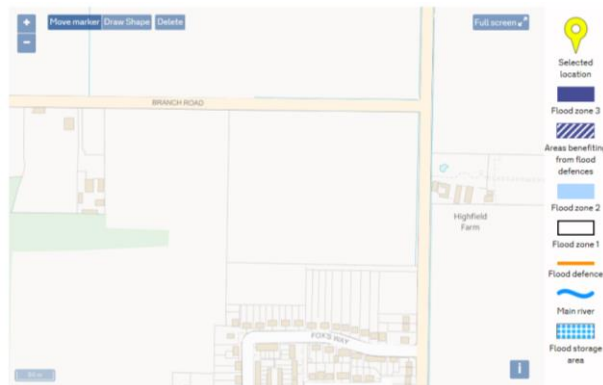 +
−
Move marker
Draw Shape
Delete
Full screen
BRANCH ROAD
Highfield
Farm
FOXS WAY
i
Selected
location
Flood zone 3
Areas benefiting
from flood
defences
Flood zone 2
Flood zone 1
Flood defence
Main river
Flood storage
area